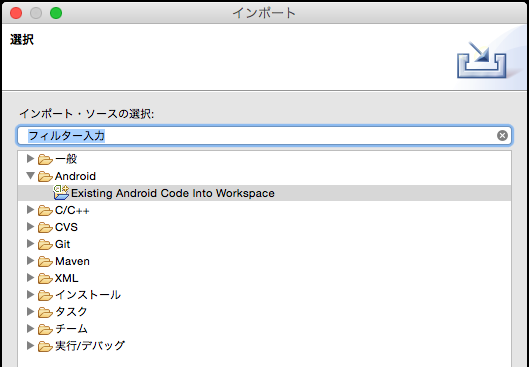 インポート
選択
インポート・ソースの選択:
フィルター入力
一般
Android
Existing Android Code Into Workspace
C/C++
CVS
Git
Maven
XML
インストール
タスク
チーム
実行/デバッグ